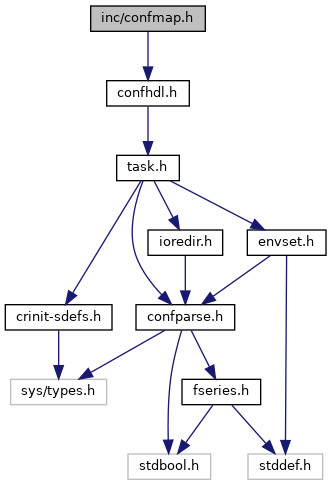 inc/confmap.h
confhdl.h
task.h
ioredir.h
envset.h
crinit-sdefs.h
confparse.h
sys/types.h
fseries.h
stdbool.h
stddef.h